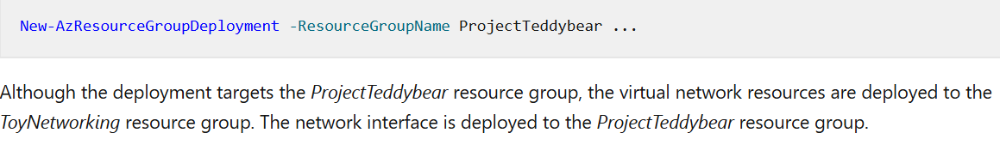 New-AzResourceGroupDeployment -ResourceGroupName ProjectTeddybear ...
Although the deployment targets the ProjectTeddybear resource group, the virtual network resources are deployed to the
ToyNetworking resource group. The network interface is deployed to the ProjectTeddybear resource group.